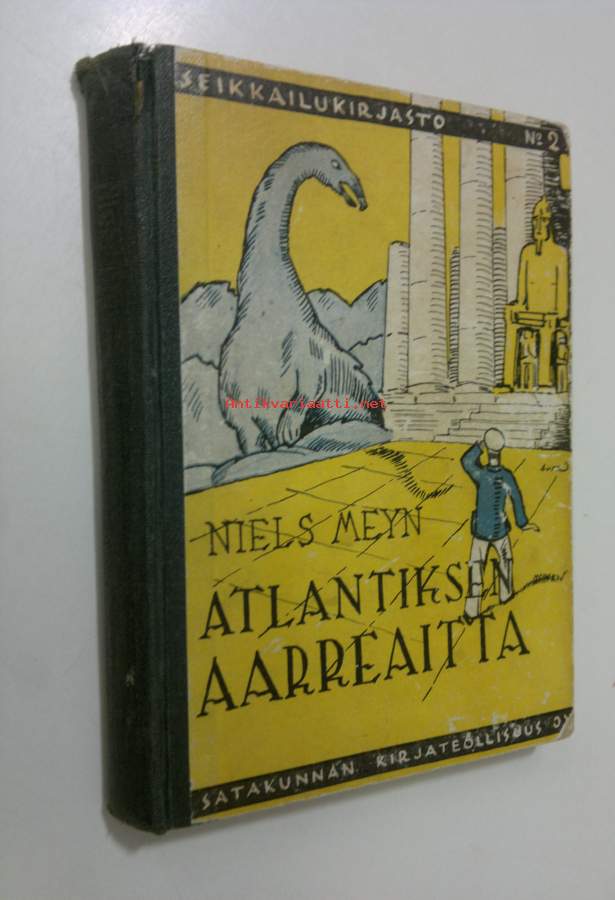 SEIKKAILUKIRJASTO
Nº 2
Antikvariaatti.net
NIELS MEYN
ATLANTIKSEN
AARREAITTA
SATAKUNNAN KIRJATEOLLISUUS OY